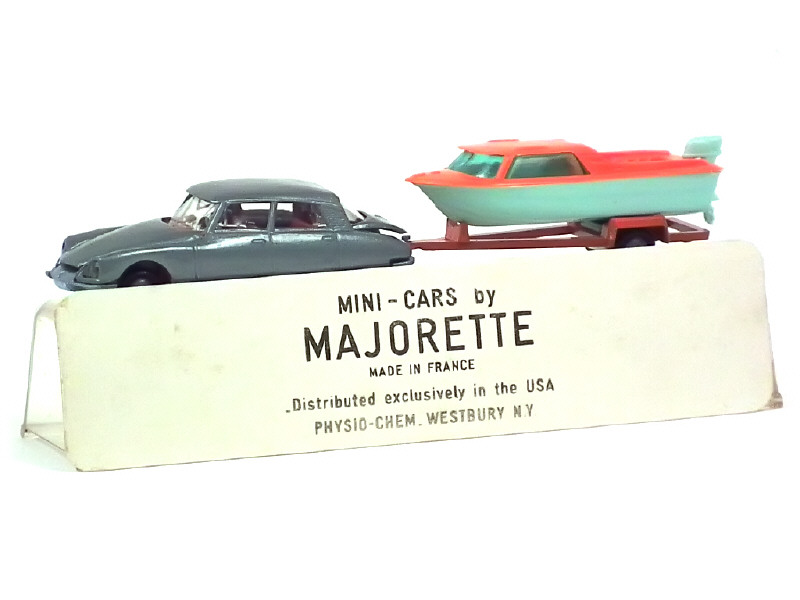 MINI-CARS by
MAJORETTE
MADE IN FRANCE
Distributed exclusively in the USA
PHYSIO-CHEM. WESTBURY N.Y